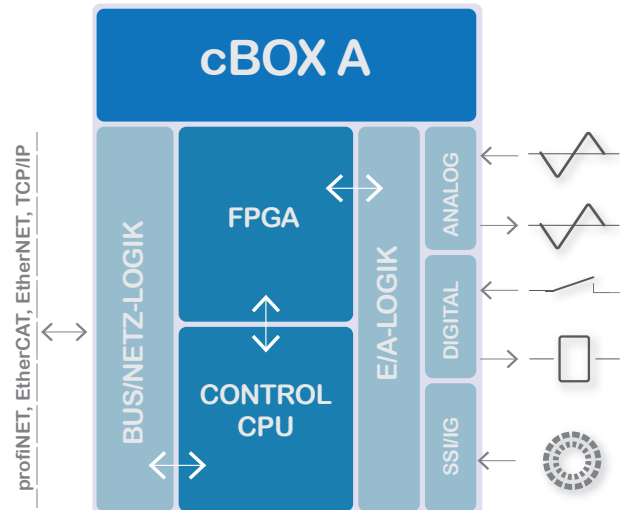 cBOX A
profiNET, EtherCAT, EtherNET, TCP/IP
BUS/NETZ-LOGIK
FPGA
CONTROL
CPU
E/A-LOGIK
ANALOG
DIGITAL
SSI/IG